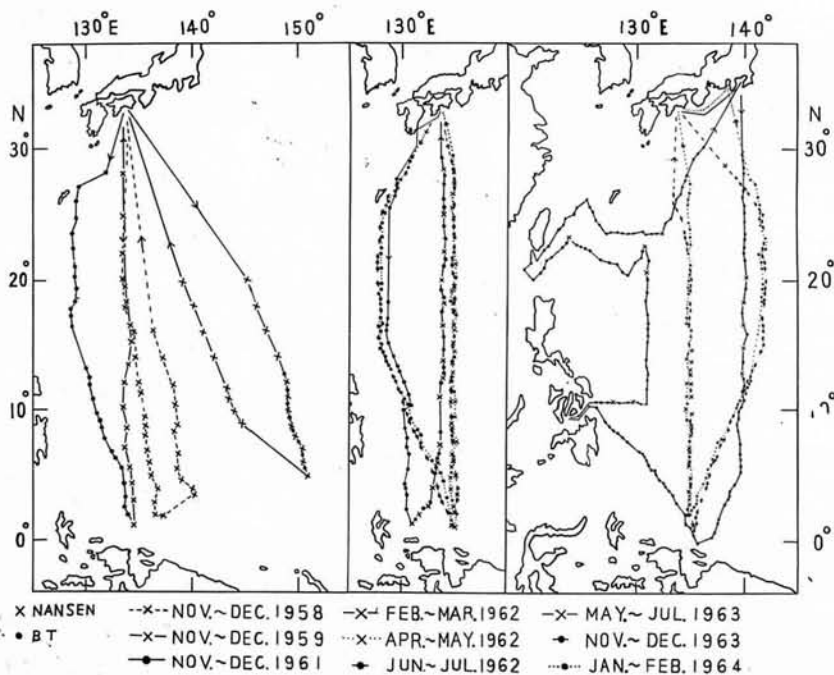 130°E 140° 150° 130°E 130°E 140°
N N
30° 30°
20° 20°
10° 10°
0° 0°
× NANSEN --×-- NOV.~DEC.1958 —×— FEB.~MAR.1962 —×— MAY.~JUL.1963
• BT —×— NOV.~DEC.1959 ···×··· APR.~MAY.1962 •- NOV.~DEC.1963
—•— NOV.~DEC.1961 •- JUN.~JUL.1962 ···•··· JAN.~FEB.1964